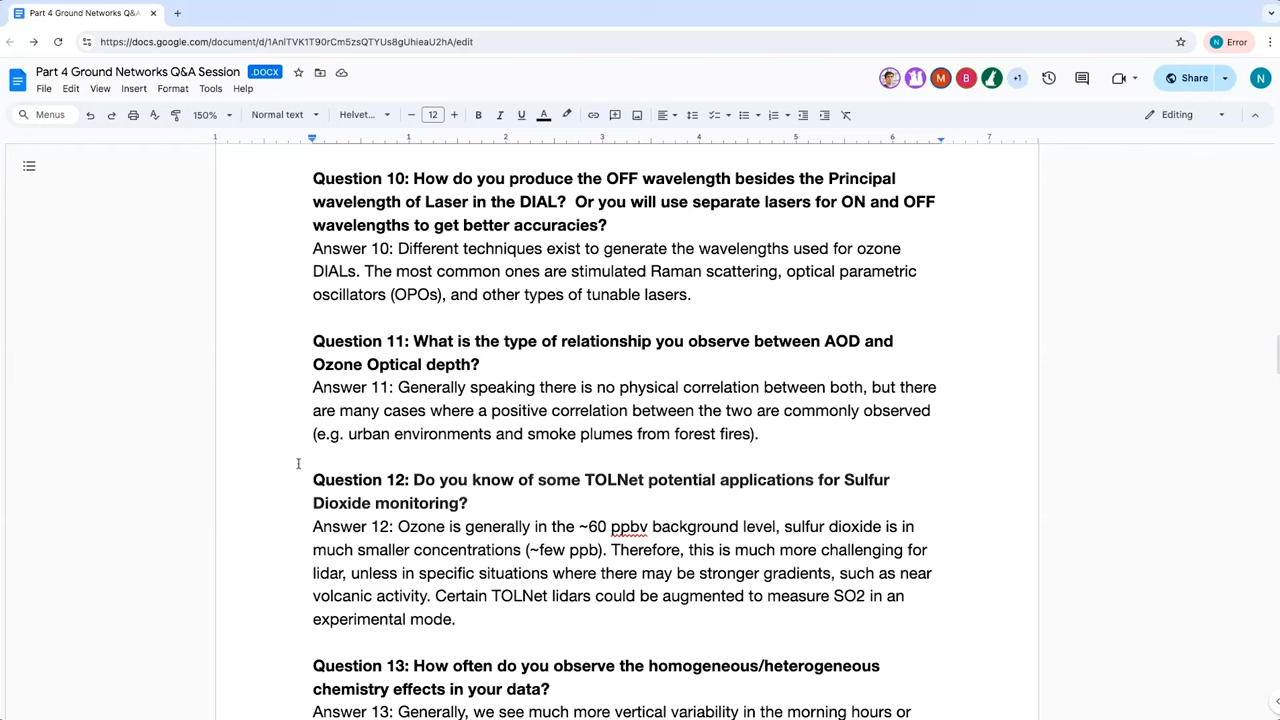 Part 4 Ground Networks Q&A
https://docs.google.com/document/d/1AnlTVK1T90rCm5zsQTYUs8gUhieaU2hA/edit
N Error
Part 4 Ground Networks Q&A Session .DOCX
M B +1 Share N
File Edit View Insert Format Tools Help
Menus 150% Normal text Helvet... 12 B I U A Editing
1 1 2 3 4 5 6 7
Question 10: How do you produce the OFF wavelength besides the Principal
wavelength of Laser in the DIAL? Or you will use separate lasers for ON and OFF
wavelengths to get better accuracies?
Answer 10: Different techniques exist to generate the wavelengths used for ozone
DIALs. The most common ones are stimulated Raman scattering, optical parametric
oscillators (OPOs), and other types of tunable lasers.
Question 11: What is the type of relationship you observe between AOD and
Ozone Optical depth?
Answer 11: Generally speaking there is no physical correlation between both, but there
are many cases where a positive correlation between the two are commonly observed
(e.g. urban environments and smoke plumes from forest fires).
Question 12: Do you know of some TOLNet potential applications for Sulfur
Dioxide monitoring?
Answer 12: Ozone is generally in the ~60 ppbv background level, sulfur dioxide is in
much smaller concentrations (~few ppb). Therefore, this is much more challenging for
lidar, unless in specific situations where there may be stronger gradients, such as near
volcanic activity. Certain TOLNet lidars could be augmented to measure SO2 in an
experimental mode.
Question 13: How often do you observe the homogeneous/heterogeneous
chemistry effects in your data?
Answer 13: Generally, we see much more vertical variability in the morning hours or